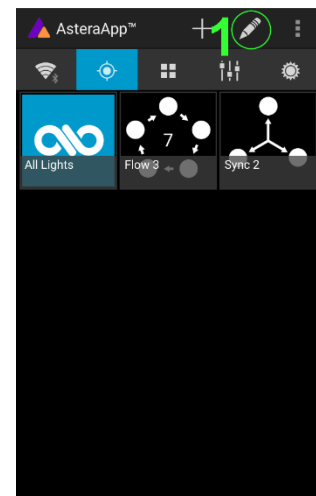 AsteraApp™
1
7
All Lights
Flow 3
Sync 2